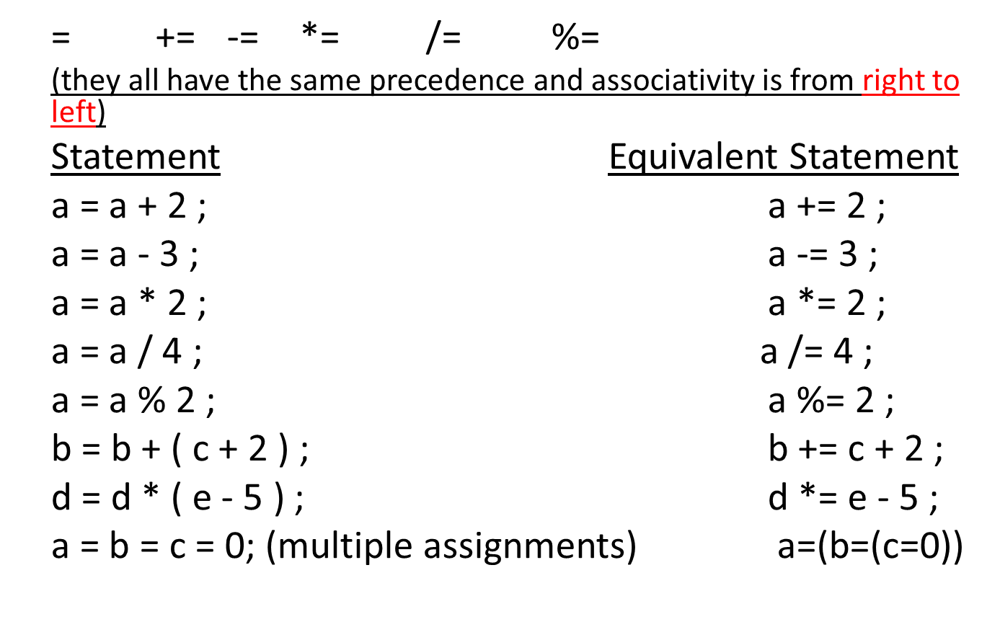 = += -= *= /= %=
(they all have the same precedence and associativity is from right to
left)
Statement Equivalent Statement
a = a + 2 ; a += 2 ;
a = a - 3 ; a -= 3 ;
a = a * 2 ; a *= 2 ;
a = a / 4 ; a /= 4 ;
a = a % 2 ; a %= 2 ;
b = b + ( c + 2 ) ; b += c + 2 ;
d = d * ( e - 5 ) ; d *= e - 5 ;
a = b = c = 0; (multiple assignments) a=(b=(c=0))